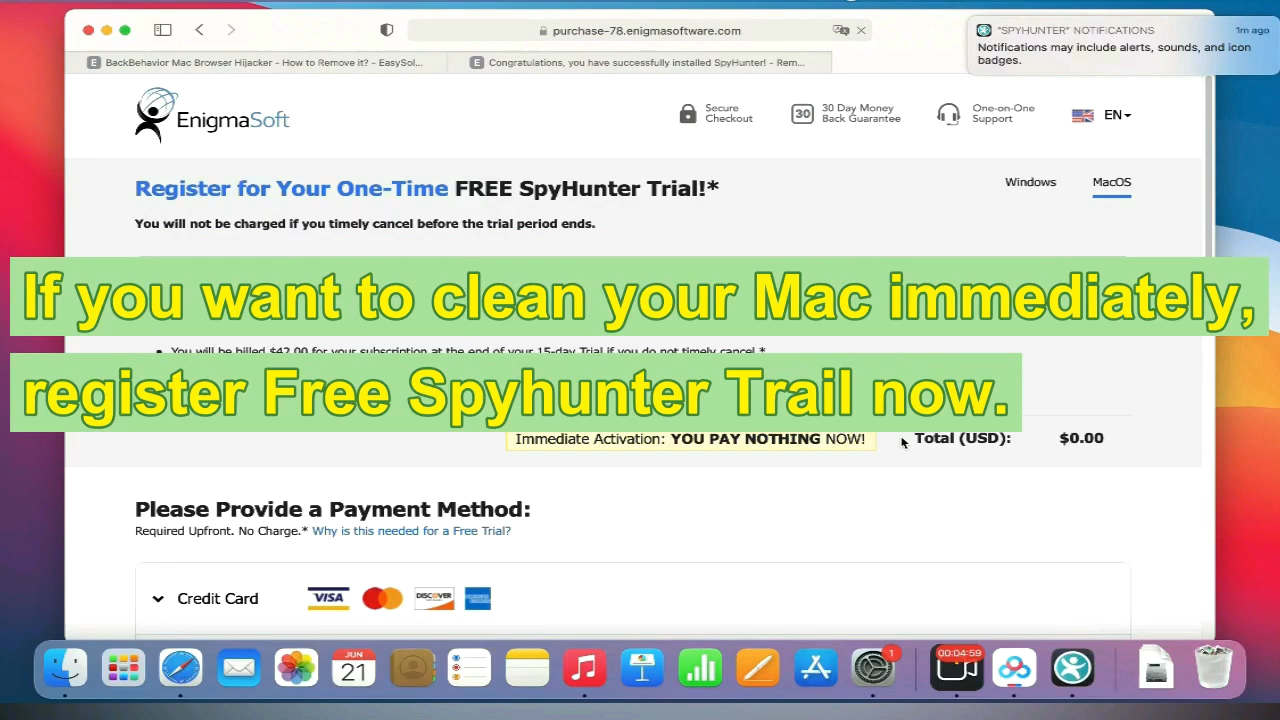 purchase-78.enigmasoftware.com
"SPYHUNTER" NOTIFICATIONS
1m ago
Notifications may include alerts, sounds, and icon
badges.
E BackBehavior Mac Browser Hijacker - How to Remove it? - EasySol...
E Congratulations, you have successfully installed SpyHunter! - Rem...
EnigmaSoft
Secure
Checkout
30
30 Day Money
Back Guarantee
One-on-One
Support
EN
Register for Your One-Time FREE SpyHunter Trial!*
Windows
MacOS
You will not be charged if you timely cancel before the trial period ends.
If you want to clean your Mac immediately,
You will be billed $42.00 for your subscription at the end of your 15-day Trial if you do not timely cancel.*
register Free Spyhunter Trail now.
Immediate Activation: YOU PAY NOTHING NOW!
Total (USD):
$0.00
Please Provide a Payment Method:
Required Upfront. No Charge.* Why is this needed for a Free Trial?
Credit Card
VISA
DISCOVER
JUN
21
1
00:04:59